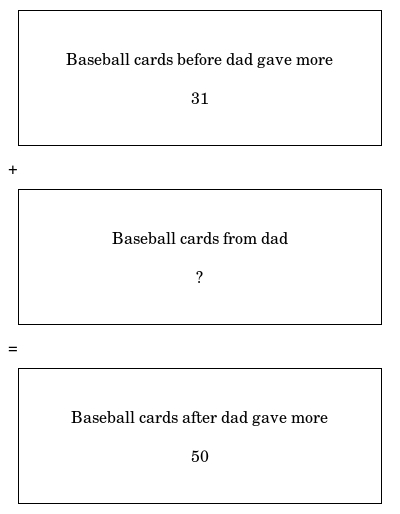 Baseball cards before dad gave more
31
+
Baseball cards from dad
?
=
Baseball cards after dad gave more
50